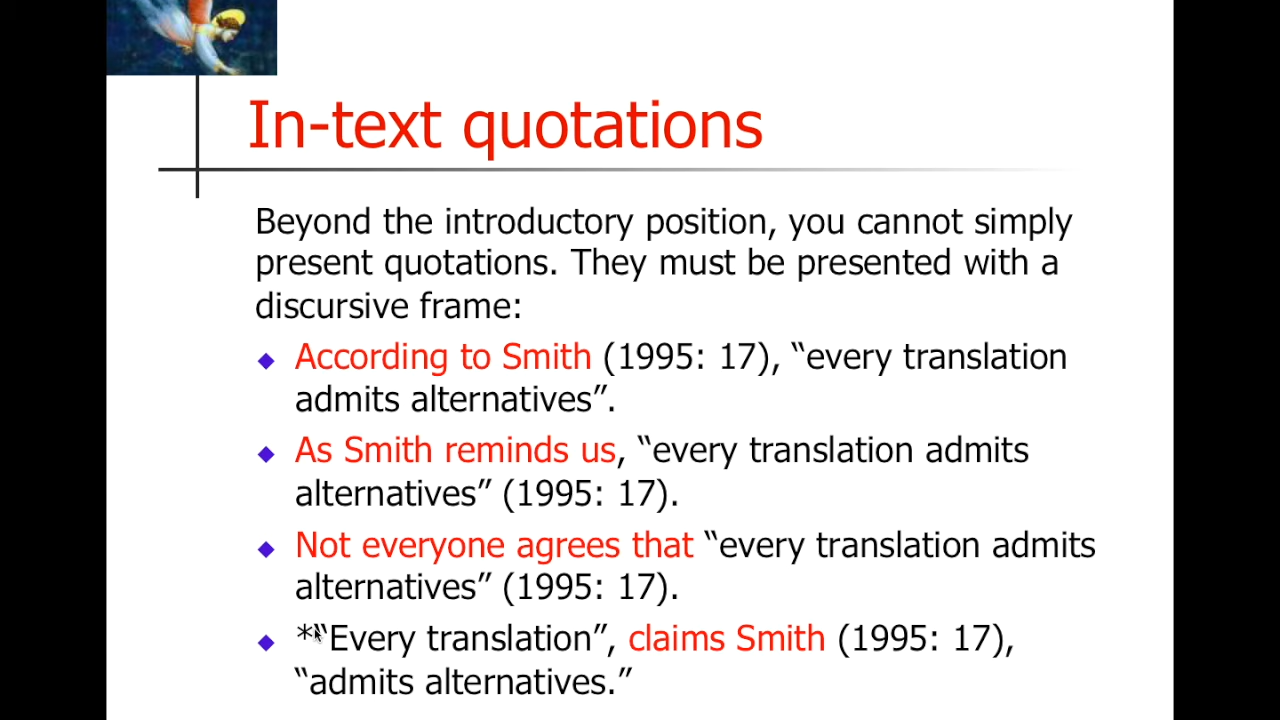 In-text quotations
Beyond the introductory position, you cannot simply
present quotations. They must be presented with a
discursive frame:
According to Smith (1995: 17), “every translation
admits alternatives”.
As Smith reminds us, “every translation admits
alternatives” (1995: 17).
Not everyone agrees that “every translation admits
alternatives” (1995: 17).
*“Every translation”, claims Smith (1995: 17),
“admits alternatives.”